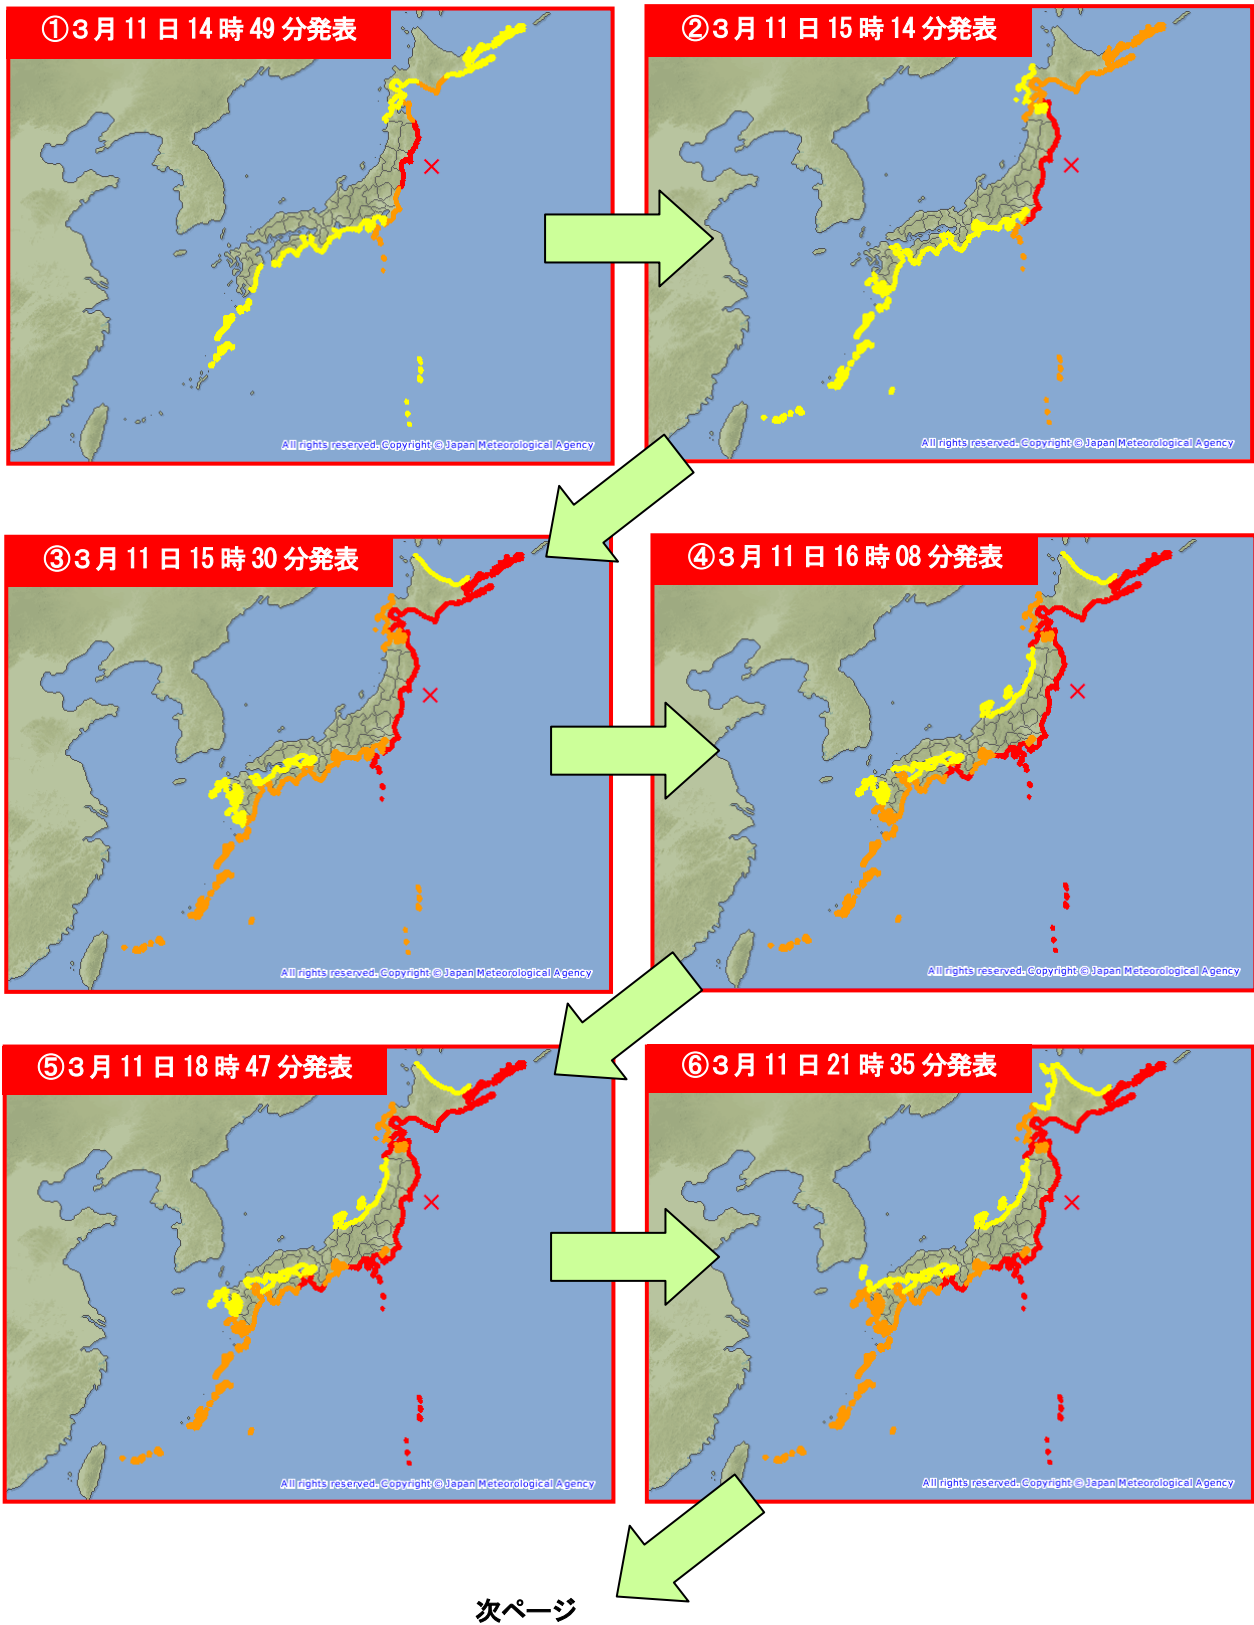 ①3月11日14時49分発表
②3月11日15時14分発表
All rights reserved. Copyright © Japan Meteorological Agency
All rights reserved. Copyright © Japan Meteorological Agency
③3月11日15時30分発表
④3月11日16時08分発表
All rights reserved. Copyright © Japan Meteorological Agency
All rights reserved. Copyright © Japan Meteorological Agency
⑤3月11日18時47分発表
⑥3月11日21時35分発表
All rights reserved. Copyright © Japan Meteorological Agency
All rights reserved. Copyright © Japan Meteorological Agency
次ページ